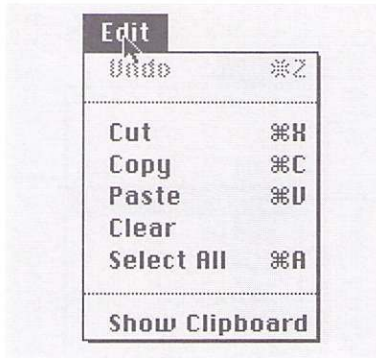 Edit
Undo ⌘Z
Cut ⌘X
Copy ⌘C
Paste ⌘V
Clear
Select All ⌘A
Show Clipboard